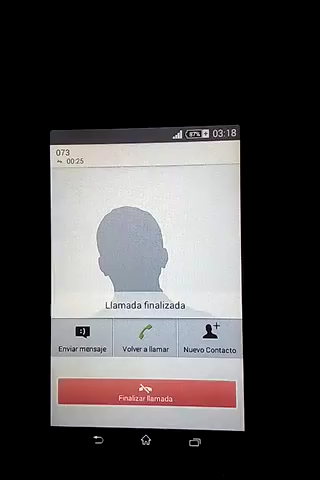 87% 03:18
073
00:25
Llamada finalizada
Enviar mensaje Volver a llamar Nuevo Contacto
Finalizar llamada